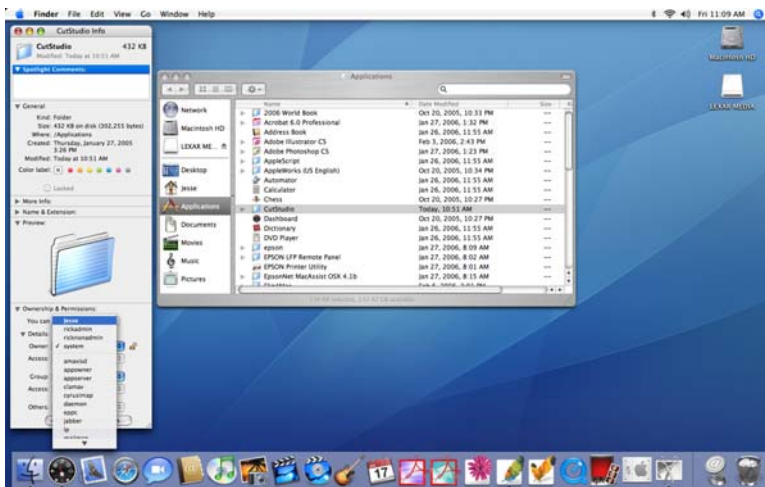 Finder File Edit View Go Window Help
Fri 11:09 AM
CutStudio Info
CutStudio 432 KB
Modified: Today at 10:51 AM
Spotlight Comments:
General
Kind: Folder
Size: 432 KB on disk (302,255 bytes)
Where: /Applications
Created: Thursday, January 27, 2005
3:26 PM
Modified: Today at 10:51 AM
Color label:
Locked
More Info:
Name & Extension:
Preview:
Ownership & Permissions:
You can
Jesse
rickadmin
Details
ricknonadmin
Owner: ✓ system
Access:
amavisd
appowner
Group:
appserver
Access:
clamav
cyrusimap
daemon
Others:
eppc
jabber
lp
Applications
Network
Macintosh HD
LEXAR ME...
Desktop
Jesse
Applications
Documents
Movies
Music
Pictures
Name Date Modified Size
2006 World Book Oct 20, 2005, 10:33 PM --
Acrobat 6.0 Professional Jan 27, 2006, 1:32 PM --
Address Book Jan 26, 2006, 11:55 AM --
Adobe Illustrator CS Feb 3, 2006, 2:43 PM --
Adobe Photoshop CS Jan 27, 2006, 1:23 PM --
AppleScript Jan 26, 2006, 11:55 AM --
AppleWorks (US English) Oct 20, 2005, 10:34 PM --
Automator Jan 26, 2006, 11:55 AM --
Calculator Jan 26, 2006, 11:55 AM --
Chess Oct 20, 2005, 10:27 PM --
CutStudio Today, 10:51 AM --
Dashboard Oct 20, 2005, 10:27 PM --
Dictionary Jan 26, 2006, 11:55 AM --
DVD Player Jan 26, 2006, 11:55 AM --
epson Jan 27, 2006, 8:09 AM --
EPSON LFP Remote Panel Jan 27, 2006, 8:02 AM --
EPSON Printer Utility Jan 27, 2006, 8:01 AM --
EpsonNet MacAssist OSX 4.1b Jan 27, 2006, 8:15 AM --
Macintosh HD
LEXAR MEDIA
17